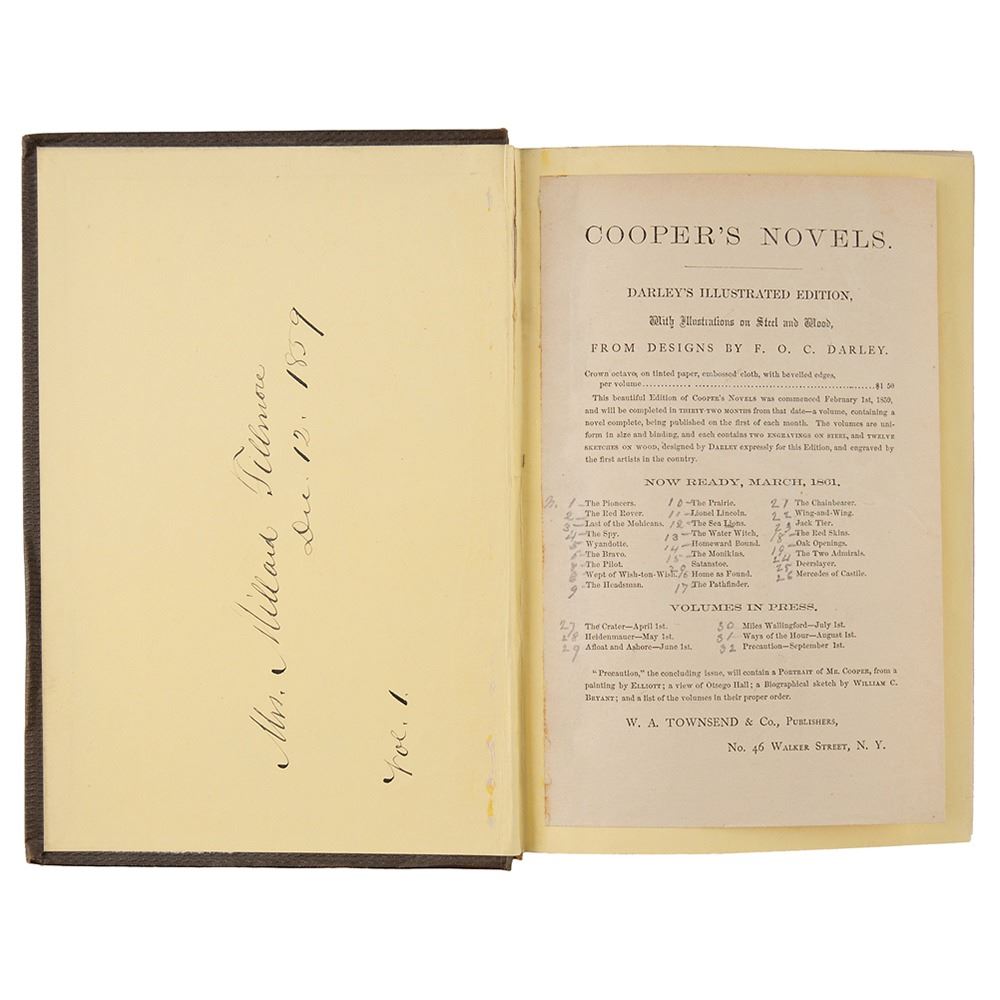 Mrs. Millard Fillmore
Dec. 12. 1859
Vol. 1.
COOPER'S NOVELS.
DARLEY'S ILLUSTRATED EDITION,
With Illustrations on Steel and Wood,
FROM DESIGNS BY F. O. C. DARLEY.
Crown octavo, on tinted paper, embossed cloth, with bevelled edges,
per volume.......................................................$1 50
This beautiful Edition of COOPER'S NOVELS was commenced February 1st, 1859,
and will be completed in THIRTY-TWO MONTHS from that date—a volume, containing a
novel complete, being published on the first of each month. The volumes are uni-
form in size and binding, and each contains TWO ENGRAVINGS ON STEEL, and TWELVE
SKETCHES ON WOOD, designed by DARLEY expressly for this Edition, and engraved by
the first artists in the country.
NOW READY, MARCH, 1861.
1—The Pioneers.
2—The Red Rover.
3—Last of the Mohicans.
4—The Spy.
5 Wyandotte.
6—The Bravo.
The Pilot.
8 Wept of Wish-ton-Wish.
9 The Headsman.
10—The Prairie.
11—Lionel Lincoln.
12—The Sea Lions.
13—The Water Witch,
14—Homeward Bound.
15—The Monikins.
20 Satanstoe.
16 Home as Found.
17 The Pathfinder.
21 The Chainbearer.
22 Wing-and-Wing.
23 Jack Tier.
18—The Red Skins.
19—Oak Openings.
24 The Two Admirals.
25 Deerslayer.
26 Mercedes of Castile.
VOLUMES IN PRESS.
27 The Crater—April 1st.
28 Heidenmauer—May 1st.
29 Afloat and Ashore—June 1st.
30 Miles Wallingford—July 1st.
31 Ways of the Hour—August 1st.
32 Precaution—September 1st.
"Precaution," the concluding issue, will contain a PORTRAIT OF MR. COOPER, from a
painting by ELLIOTT; a view of Otsego Hall; a Biographical sketch by WILLIAM C.
BRYANT; and a list of the volumes in their proper order.
W. A. TOWNSEND & Co., PUBLISHERS,
No. 46 WALKER STREET, N. Y.